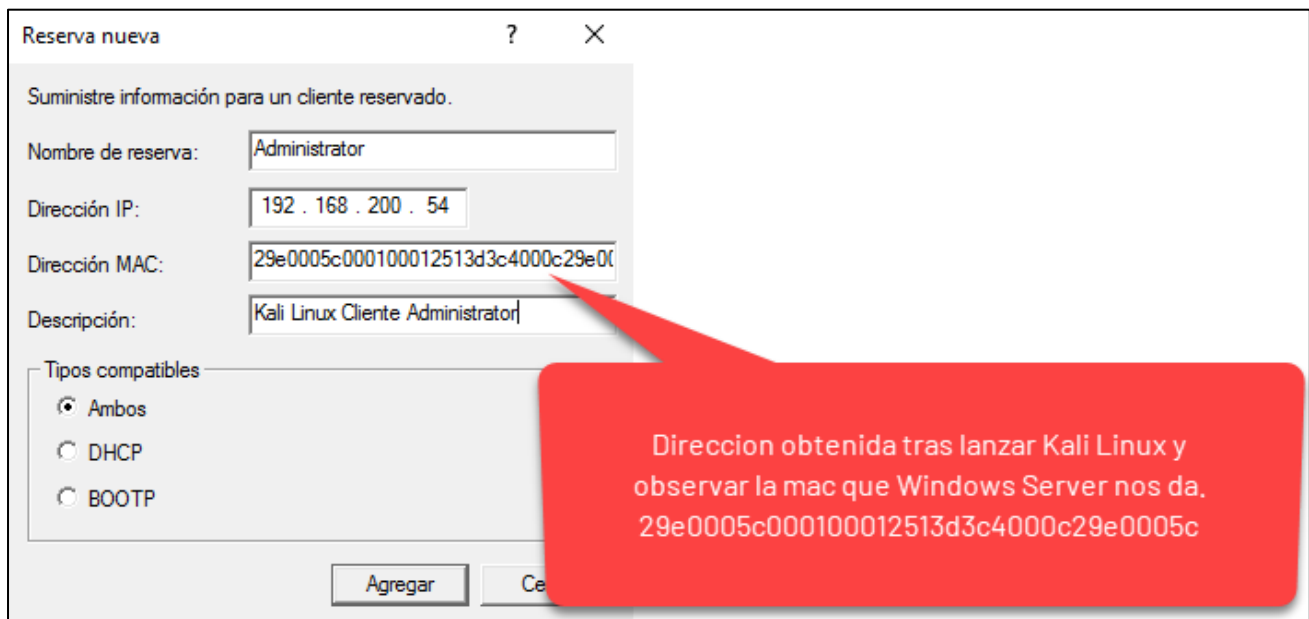 Reserva nueva ? ×
Suministre información para un cliente reservado.
Nombre de reserva: Administrator
Dirección IP: 192 . 168 . 200 . 54
Dirección MAC: 29e0005c000100012513d3c4000c29e00
Descripción: Kali Linux Cliente Administrator
Tipos compatibles
Ambos
DHCP
BOOTP
Direccion obtenida tras lanzar Kali Linux y
observar la mac que Windows Server nos da.
29e0005c000100012513d3c4000c29e0005c
Agregar Ce